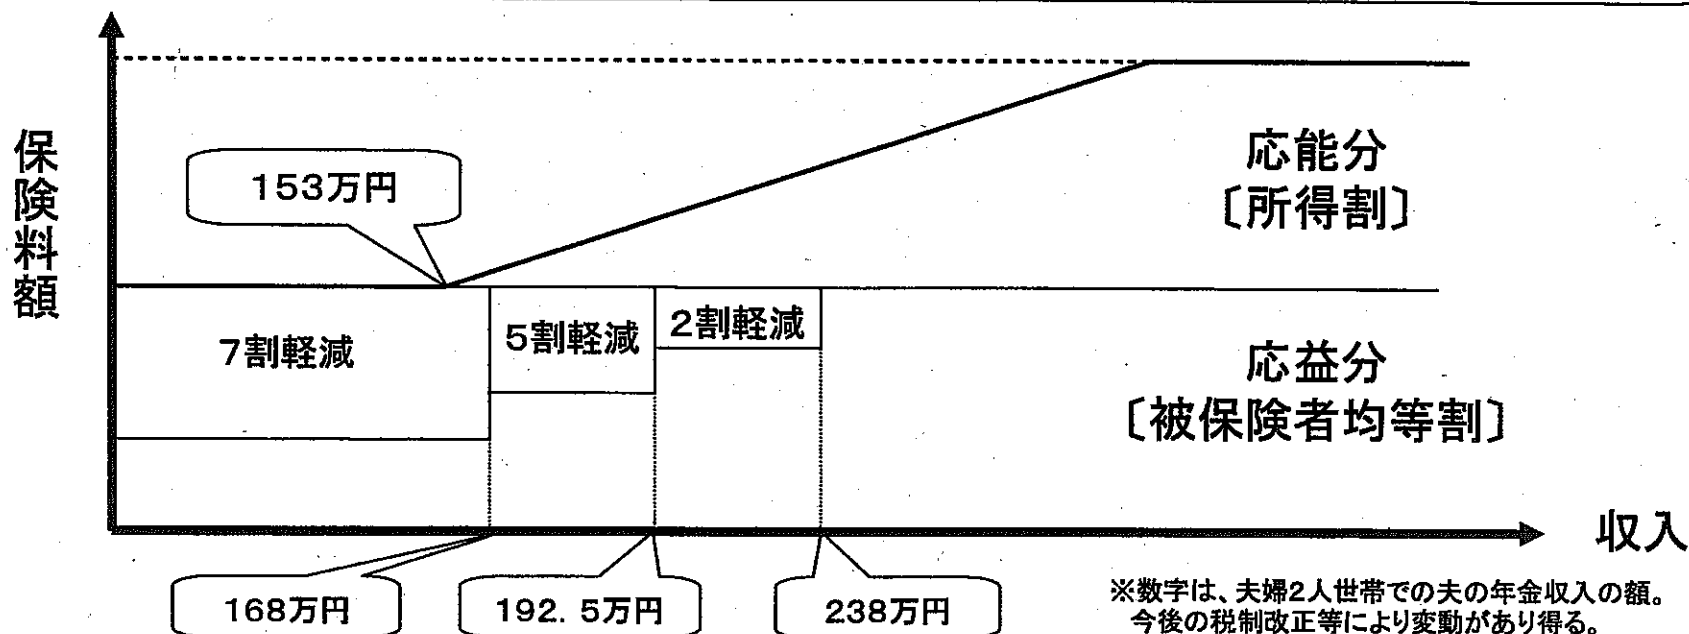 保険料額
153万円
応能分
〔所得割〕
7割軽減
5割軽減
2割軽減
応益分
〔被保険者均等割〕
収入
168万円
192.5万円
238万円
※数字は、夫婦2人世帯での夫の年金収入の額。
今後の税制改正等により変動があり得る。